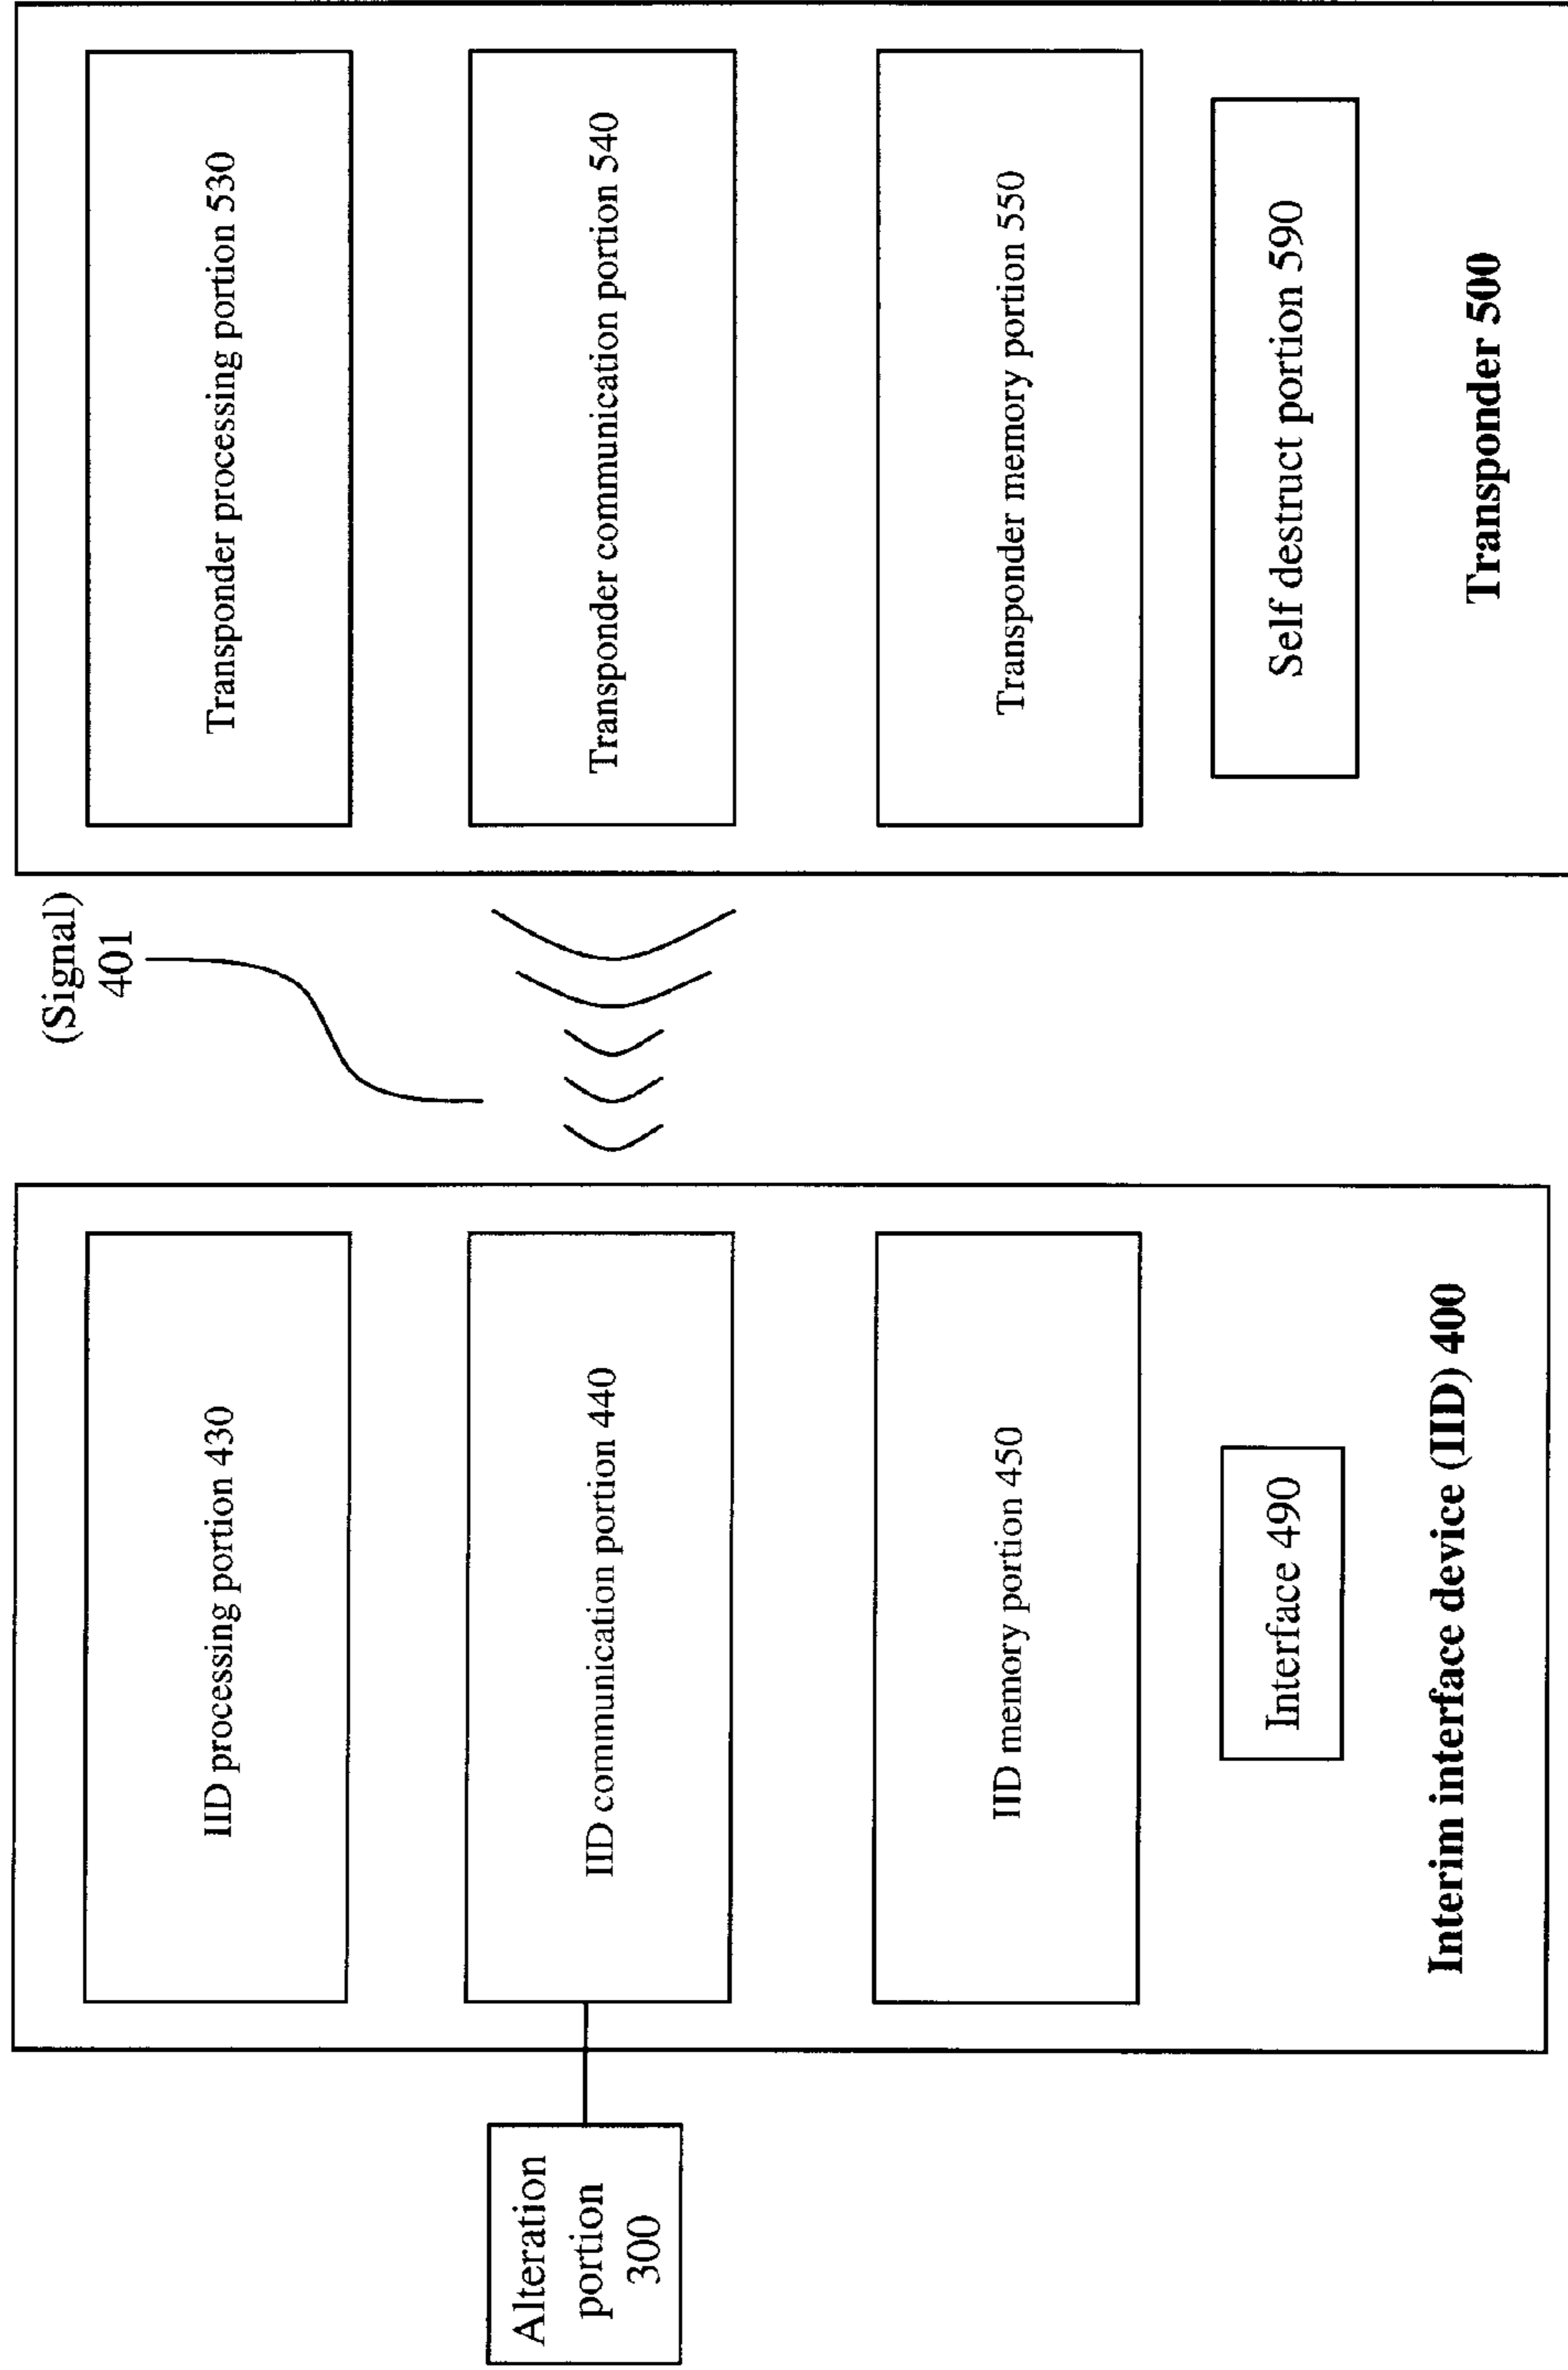 Alteration
portion
300
IID processing portion 430
IID communication portion 440
IID memory portion 450
Interface 490
Interim interface device (IID) 400
(Signal)
401
Transponder processing portion 530
Transponder communication portion 540
Transponder memory portion 550
Self destruct portion 590
Transponder 500